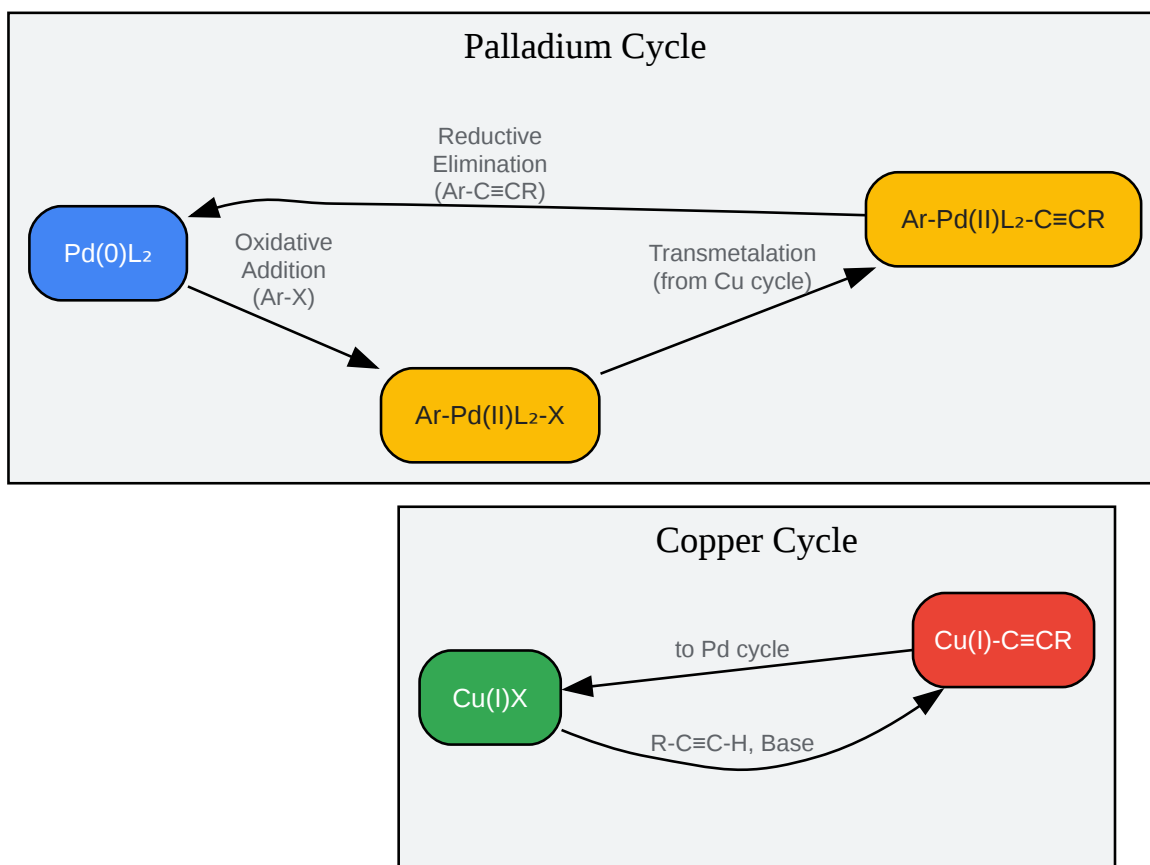 Palladium Cycle
Reductive
Elimination
(Ar-C≡CR)
Ar-Pd(II)L₂-C≡CR
Pd(0)L₂
Oxidative
Addition
(Ar-X)
Transmetalation
(from Cu cycle)
Ar-Pd(II)L₂-X
Copper Cycle
Cu(I)-C≡CR
to Pd cycle
Cu(I)X
R-C≡C-H, Base